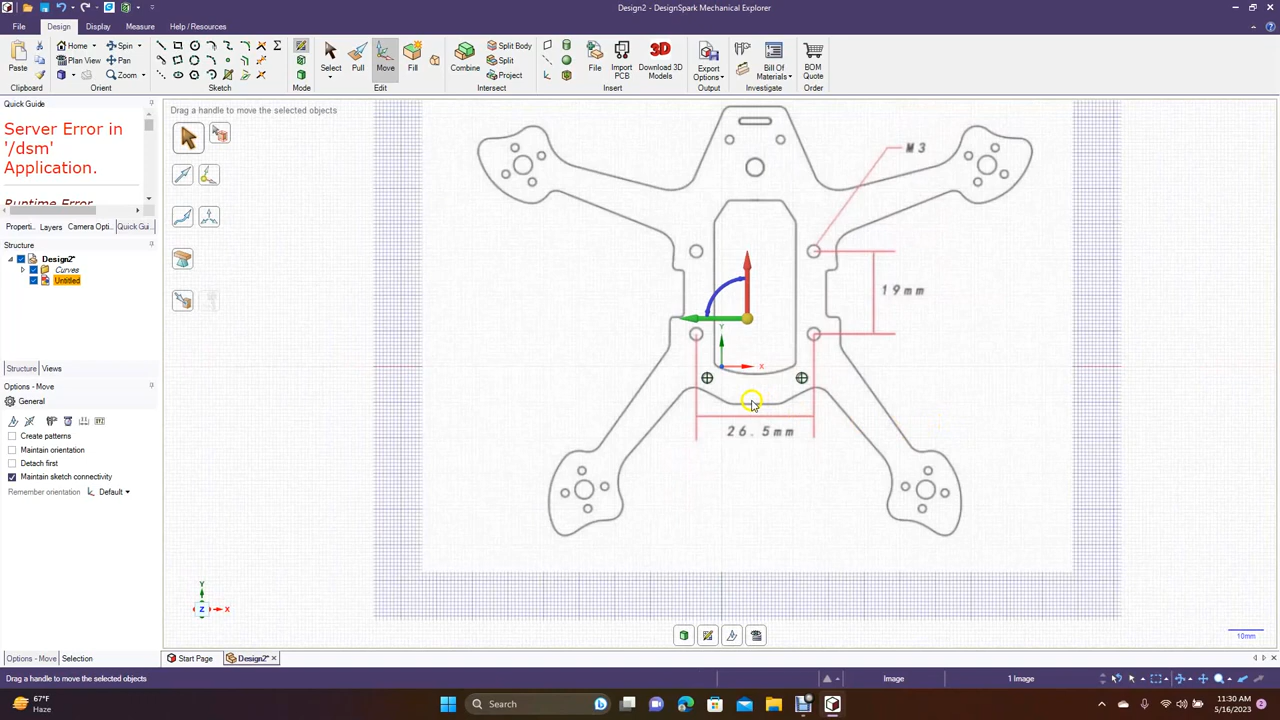 Design2 - DesignSpark Mechanical Explorer
File Design Display Measure Help / Resources
Paste
Home
Plan View
Spin
Pan
Zoom
Select Pull Move Fill
Combine
Split Body
Split
Project
File Import PCB Download 3D Models
Export Options
Bill Of Materials
BOM Quote
Clipboard Orient Sketch Mode Edit Intersect Insert Output Investigate Order
Quick Guide
Server Error in '/dsm' Application.
Runtime Error
Properti.. Layers Camera Opti.. Quick Gui..
Structure
Design2*
Curves
Untitled
Structure Views
Options - Move
General
Create patterns
Maintain orientation
Detach first
Maintain sketch connectivity
Remember orientation Default
Options - Move Selection
Drag a handle to move the selected objects
M3
19mm
26.5mm
Y
X
Y
Z X
10mm
Start Page Design2*
Drag a handle to move the selected objects
Image
1 Image
67°F
Haze
Search
11:30 AM
5/16/2023